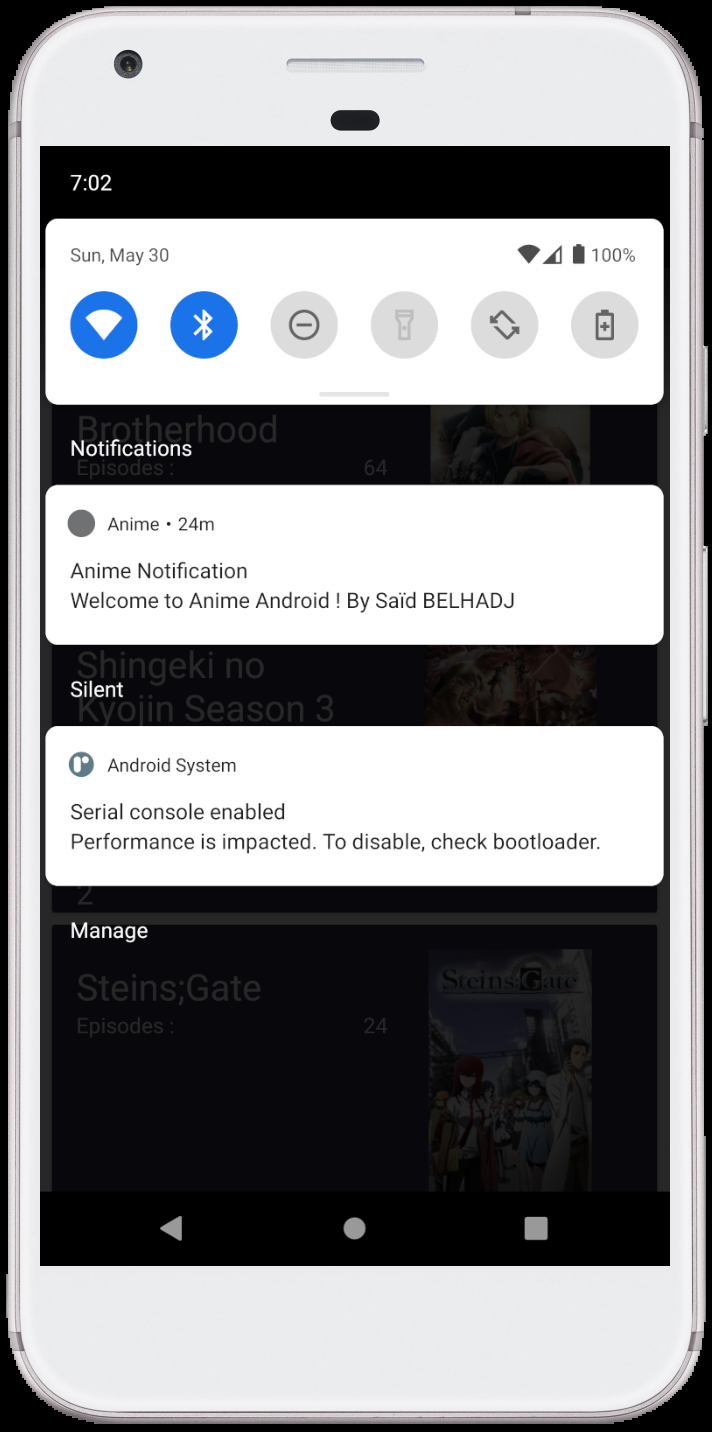 7:02
Sun, May 30
100%
Brotherhood
Notifications
Episodes :
64
Anime • 24m
Anime Notification
Welcome to Anime Android ! By Saïd BELHADJ
Shingeki no
Silent
Kyojin Season 3
Android System
Serial console enabled
Performance is impacted. To disable, check bootloader.
2
Manage
Steins;Gate
Steins;Gate
Episodes :
24